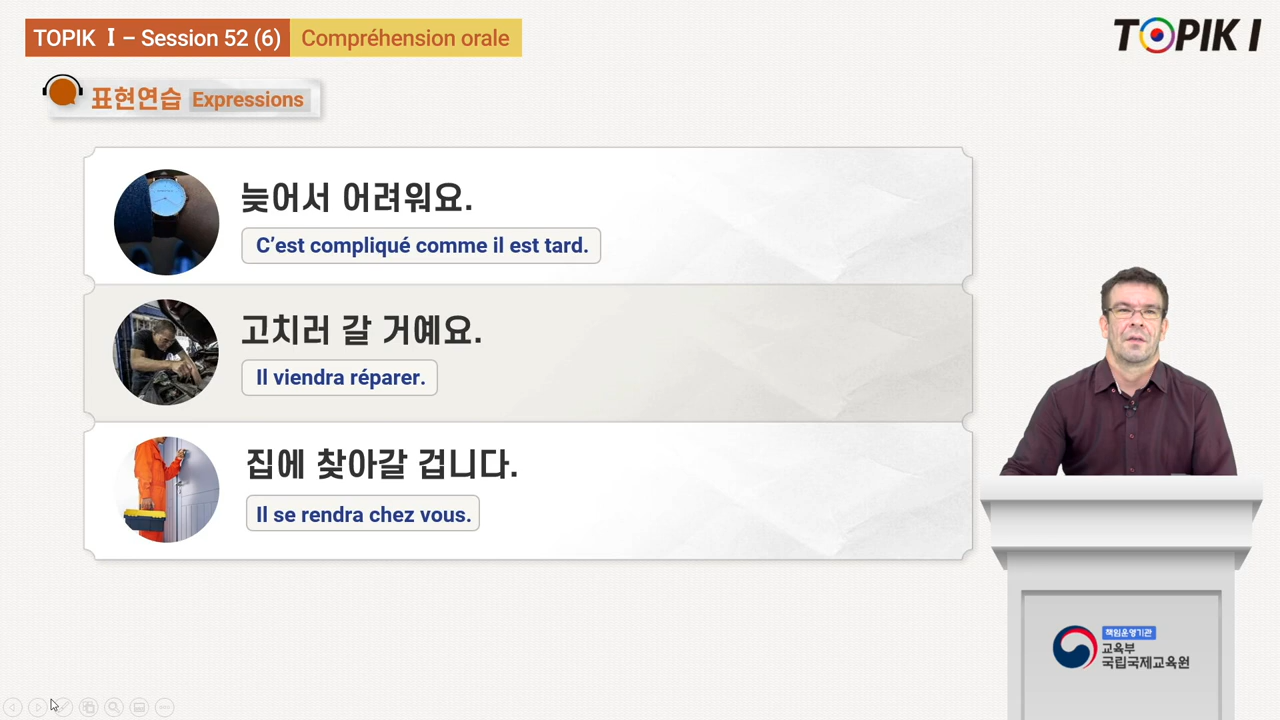 TOPIK Ⅰ – Session 52 (6) Compréhension orale
TOPIK I
표현연습 Expressions
늦어서 어려워요.
C’est compliqué comme il est tard.
고치러 갈 거예요.
Il viendra réparer.
집에 찾아갈 겁니다.
Il se rendra chez vous.
책임운영기관
교육부
국립국제교육원